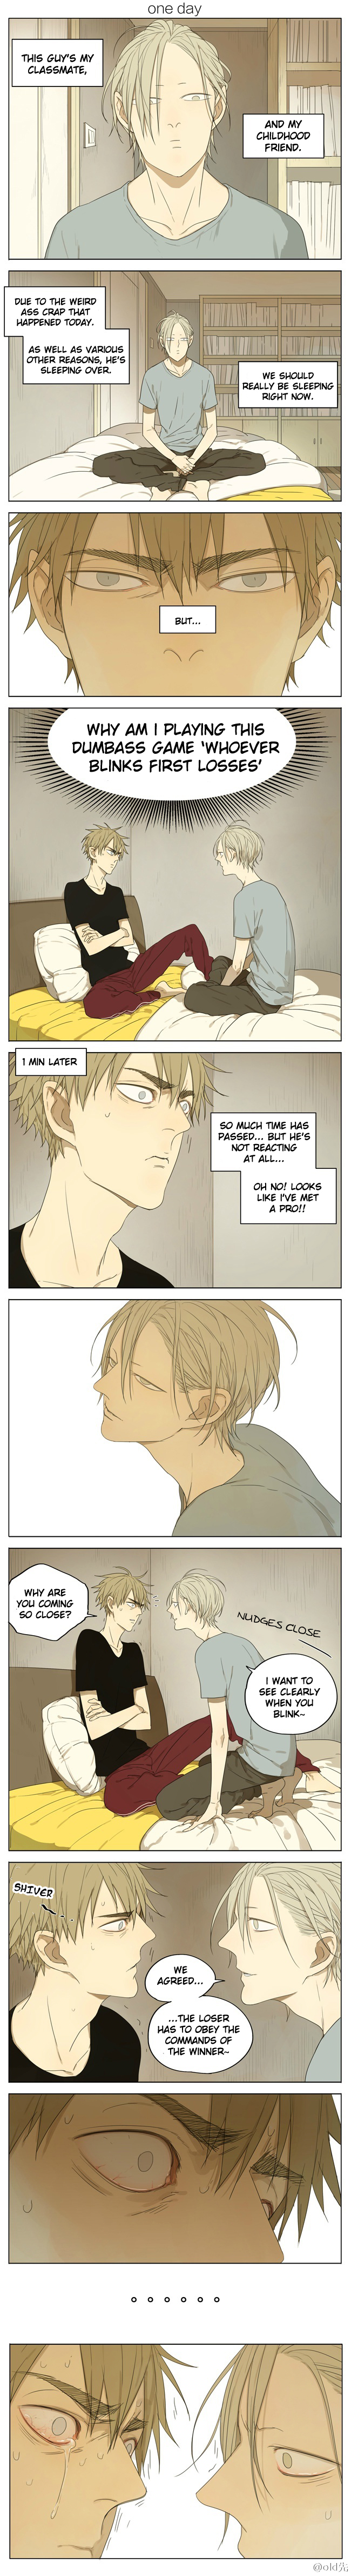 one day
THIS GUY'S MY
CLASSMATE,
AND MY
CHILDHOOD
FRIEND.
DUE TO THE WEIRD
ASS CRAP THAT
HAPPENED TODAY.
AS WELL AS VARIOUS
OTHER REASONS, HE'S
SLEEPING OVER.
WE SHOULD
REALLY BE SLEEPING
RIGHT NOW.
BUT...
WHY AM I PLAYING THIS
DUMBASS GAME 'WHOEVER
BLINKS FIRST LOSSES'
1 MIN LATER
SO MUCH TIME HAS
PASSED... BUT HE'S
NOT REACTING
AT ALL...
OH NO! LOOKS
LIKE I'VE MET
A PRO!!
WHY ARE
YOU COMING
SO CLOSE?
NUDGES CLOSE
I WANT TO
SEE CLEARLY
WHEN YOU
BLINK~
SHIVER
WE
AGREED...
...THE LOSER
HAS TO OBEY THE
COMMANDS OF
THE WINNER~
@old先